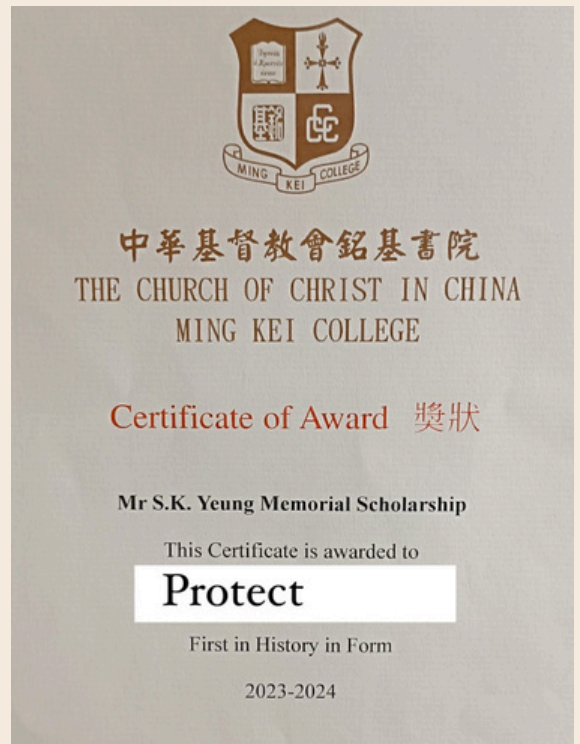 MING KEI COLLEGE
中華基督教會銘基書院
THE CHURCH OF CHRIST IN CHINA
MING KEI COLLEGE
Certificate of Award 獎狀
Mr S.K. Yeung Memorial Scholarship
This Certificate is awarded to
Protect
First in History in Form
2023-2024